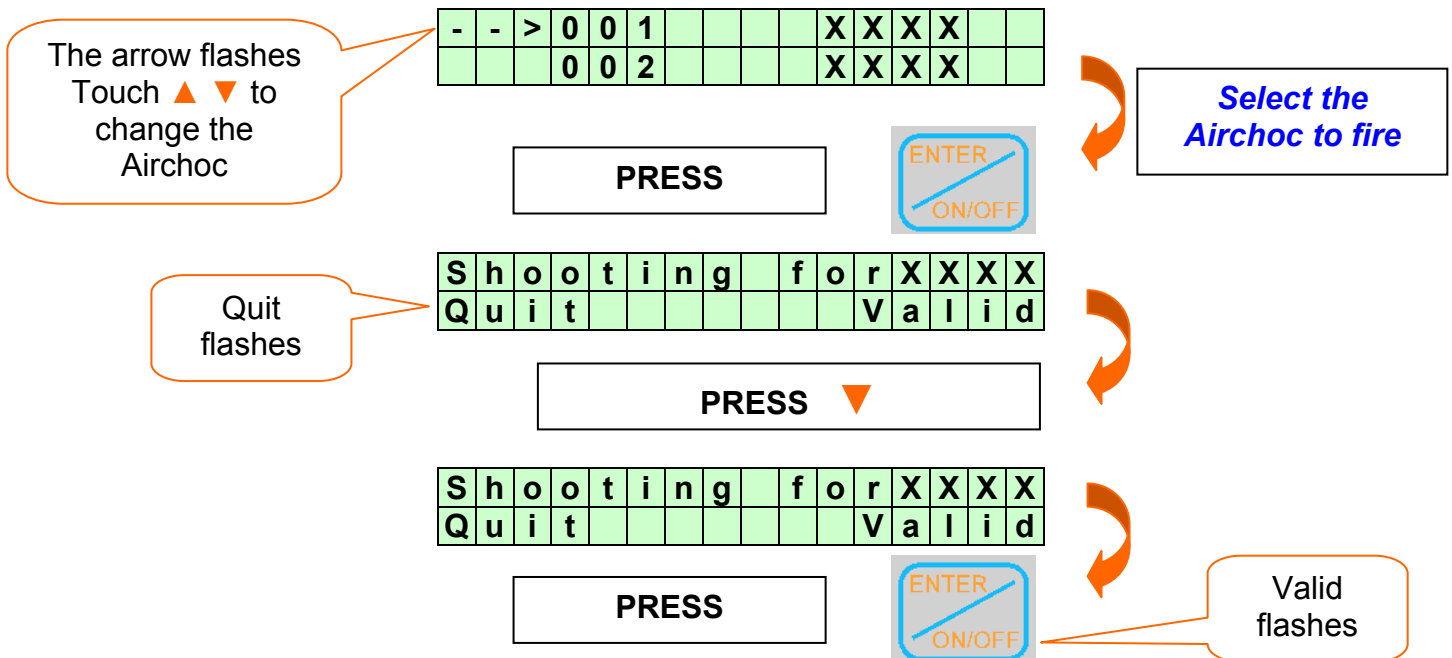 The arrow flashes
Touch ▲ ▼ to
change the
Airchoc
- - > 0 0 1 X X X X
0 0 2 X X X X
Select the
Airchoc to fire
PRESS
ENTER
ON/OFF
S h o o t i n g f o r X X X X
Q u i t V a l i d
Quit
flashes
PRESS ▼
S h o o t i n g f o r X X X X
Q u i t V a l i d
PRESS
ENTER
ON/OFF
Valid
flashes